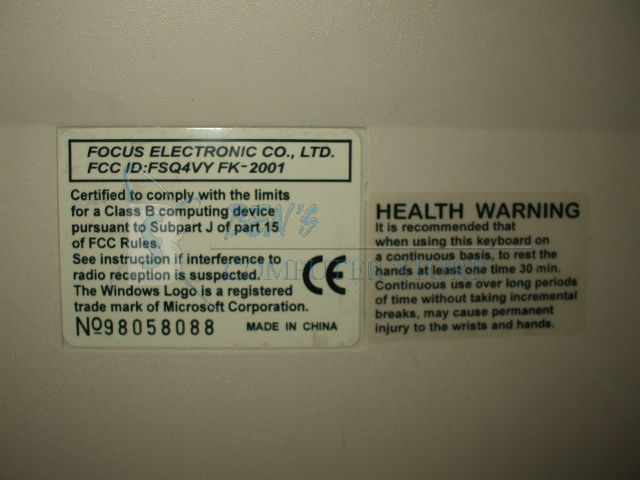 FOCUS ELECTRONIC CO., LTD.
FCC ID:FSQ4VY FK-2001
Certified to comply with the limits
for a Class B computing device
pursuant to Subpart J of part 15
of FCC Rules.
See instruction if interference to
radio reception is suspected.
The Windows Logo is a registered
trade mark of Microsoft Corporation.
CE
No98058088 MADE IN CHINA
HEALTH WARNING
It is recommended that
when using this keyboard on
a continuous basis, to rest the
hands at least one time 30 min.
Continuous use over long periods
of time without taking incremental
breaks, may cause permanent
injury to the wrists and hands.
BEN'S
COMPUTER STORE